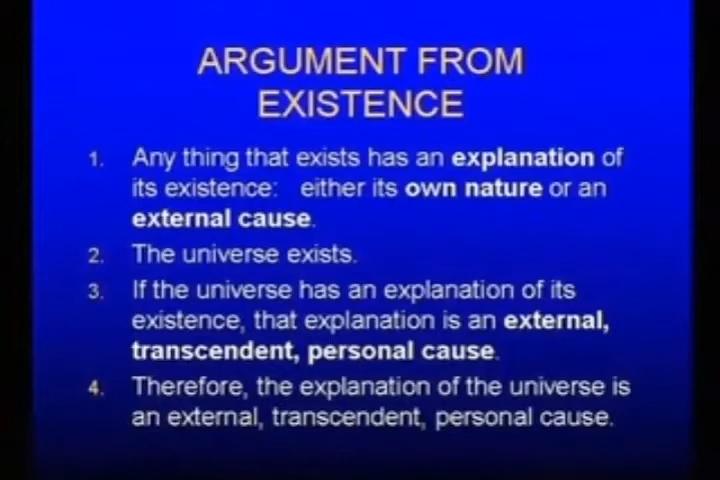 ARGUMENT FROM
EXISTENCE
1. Any thing that exists has an explanation of
its existence: either its own nature or an
external cause.
2. The universe exists.
3. If the universe has an explanation of its
existence, that explanation is an external,
transcendent, personal cause.
4. Therefore, the explanation of the universe is
an external, transcendent, personal cause.